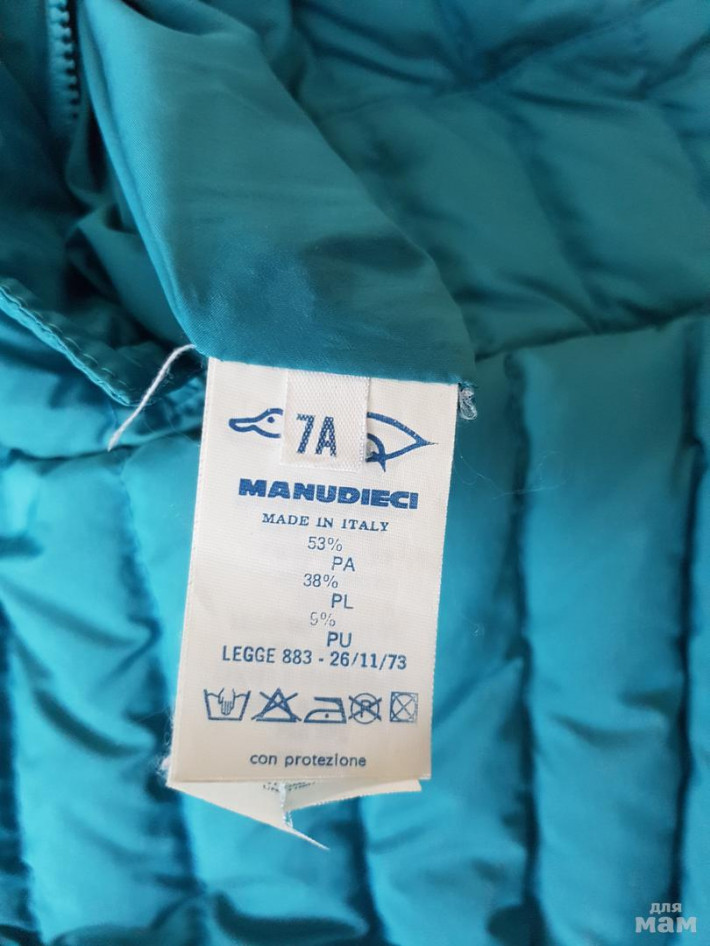 7A
MANUDIECI
MADE IN ITALY
53%
PA
38%
PL
9%
PU
LEGGE 883 - 26/11/73
con protezione
для
мам